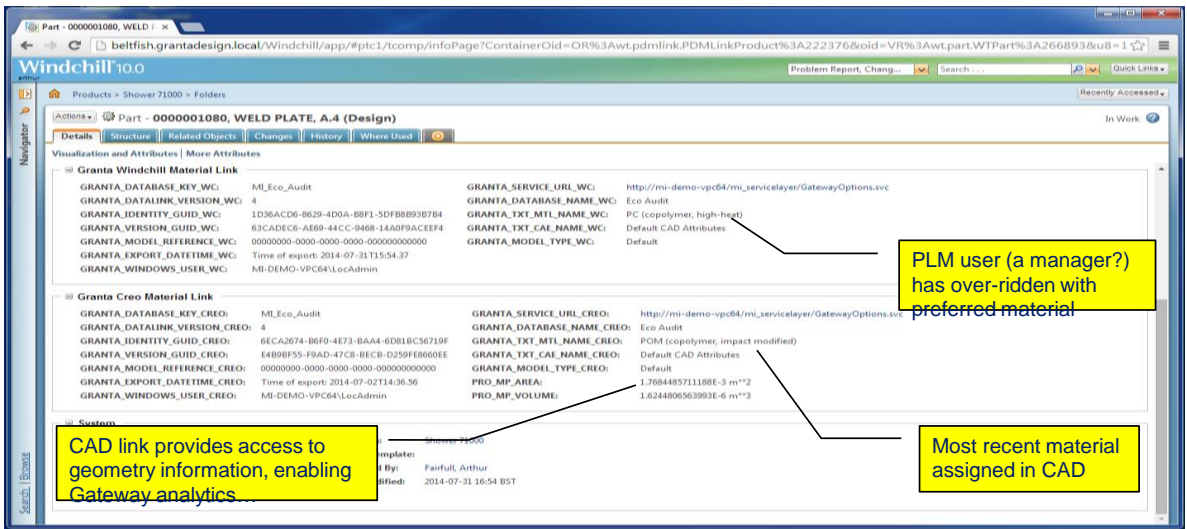 Part - 0000001080, WELD P
beltfish.grantadesign.local/Windchill/app/#ptc1/tcomp/infoPage?ContainerOid=OR%3Awt.pdmlink.PDMLinkProduct%3A222376&oid=VR%3Awt.part.WTPart%3A266893&u8=1
Windchill 10.0
arthur
Problem Report, Chang... Search . . . Quick Links
Products > Shower 71000 > Folders Recently Accessed
Actions Part - 0000001080, WELD PLATE, A.4 (Design) In Work
Details Structure Related Objects Changes History Where Used
Navigator
Visualization and Attributes | More Attributes
Granta Windchill Material Link
GRANTA_DATABASE_KEY_WC: MI_Eco_Audit GRANTA_SERVICE_URL_WC: http://mi-demo-vpc64/mi_servicelayer/GatewayOptions.svc
GRANTA_DATALINK_VERSION_WC: 4 GRANTA_DATABASE_NAME_WC: Eco Audit
GRANTA_IDENTITY_GUID_WC: 1D36ACD6-8629-4D0A-B8F1-5DFB8B93B7B4 GRANTA_TXT_MTL_NAME_WC: PC (copolymer, high-heat)
GRANTA_VERSION_GUID_WC: 63CADEC6-AE69-44CC-9468-14A0F9ACEEF4 GRANTA_TXT_CAE_NAME_WC: Default CAD Attributes
GRANTA_MODEL_REFERENCE_WC: 00000000-0000-0000-0000-000000000000 GRANTA_MODEL_TYPE_WC: Default
GRANTA_EXPORT_DATETIME_WC: Time of export: 2014-07-31T15:54.37
GRANTA_WINDOWS_USER_WC: MI-DEMO-VPC64\LocAdmin
PLM user (a manager?)
has over-ridden with
preferred material
Granta Creo Material Link
GRANTA_DATABASE_KEY_CREO: MI_Eco_Audit GRANTA_SERVICE_URL_CREO: http://mi-demo-vpc64/mi_servicelayer/GatewayOptions.svc
GRANTA_DATALINK_VERSION_CREO: 4 GRANTA_DATABASE_NAME_CREO: Eco Audit
GRANTA_IDENTITY_GUID_CREO: 6ECA2674-B6F0-4E73-BAA4-6D81BC56719F GRANTA_TXT_MTL_NAME_CREO: POM (copolymer, impact modified)
GRANTA_VERSION_GUID_CREO: E4B9BF55-F9AD-47C8-BECB-D259FE8660EE GRANTA_TXT_CAE_NAME_CREO: Default CAD Attributes
GRANTA_MODEL_REFERENCE_CREO: 00000000-0000-0000-0000-000000000000 GRANTA_MODEL_TYPE_CREO: Default
GRANTA_EXPORT_DATETIME_CREO: Time of export: 2014-07-02T14:36.56 PRO_MP_AREA: 1.7684485711188E-3 m**2
GRANTA_WINDOWS_USER_CREO: MI-DEMO-VPC64\LocAdmin PRO_MP_VOLUME: 1.6244806563993E-6 m**3
System
Shower 71000
emplate:
d By: Fairfull, Arthur
dified: 2014-07-31 16:54 BST
CAD link provides access to
geometry information, enabling
Gateway analytics…
Most recent material
assigned in CAD
Search | Browse